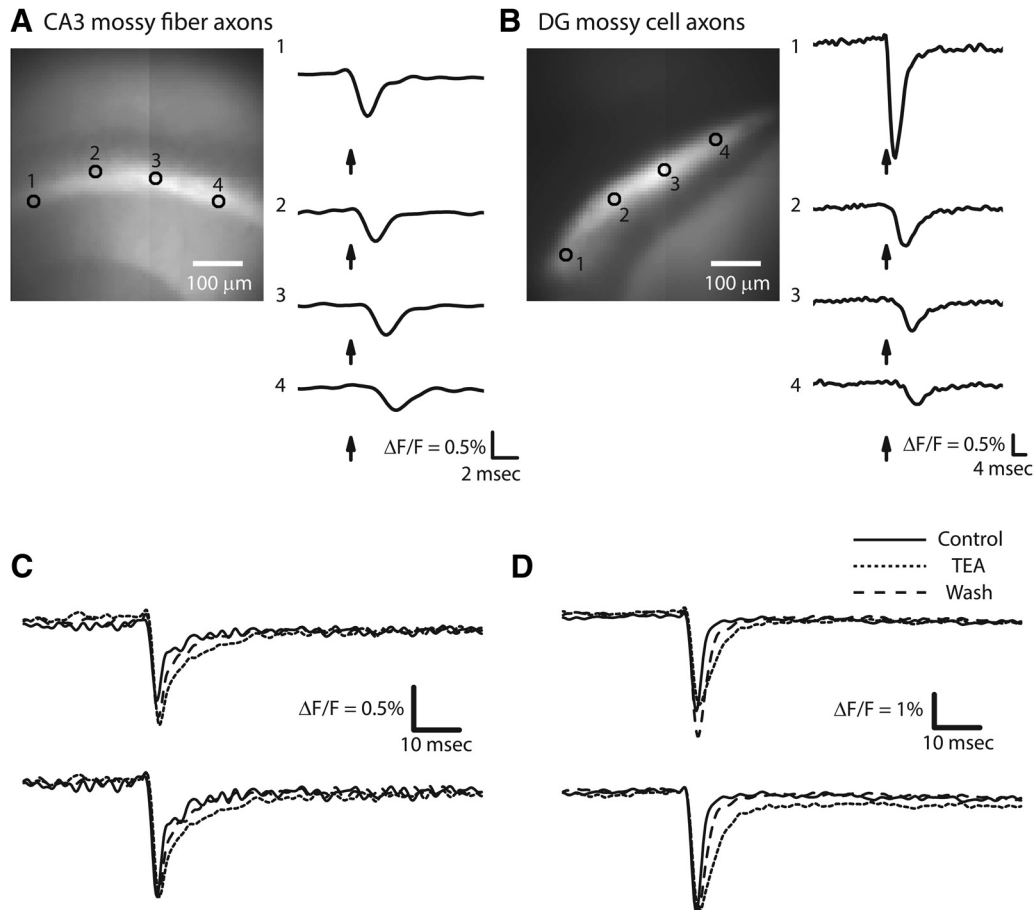 A CA3 mossy fiber axons
1
2
3
4
100 µm
1
2
3
4
ΔF/F = 0.5%
2 msec
B DG mossy cell axons
1
2
3
4
100 µm
1
2
3
4
ΔF/F = 0.5%
4 msec
C
ΔF/F = 0.5%
10 msec
D
Control
TEA
Wash
ΔF/F = 1%
10 msec